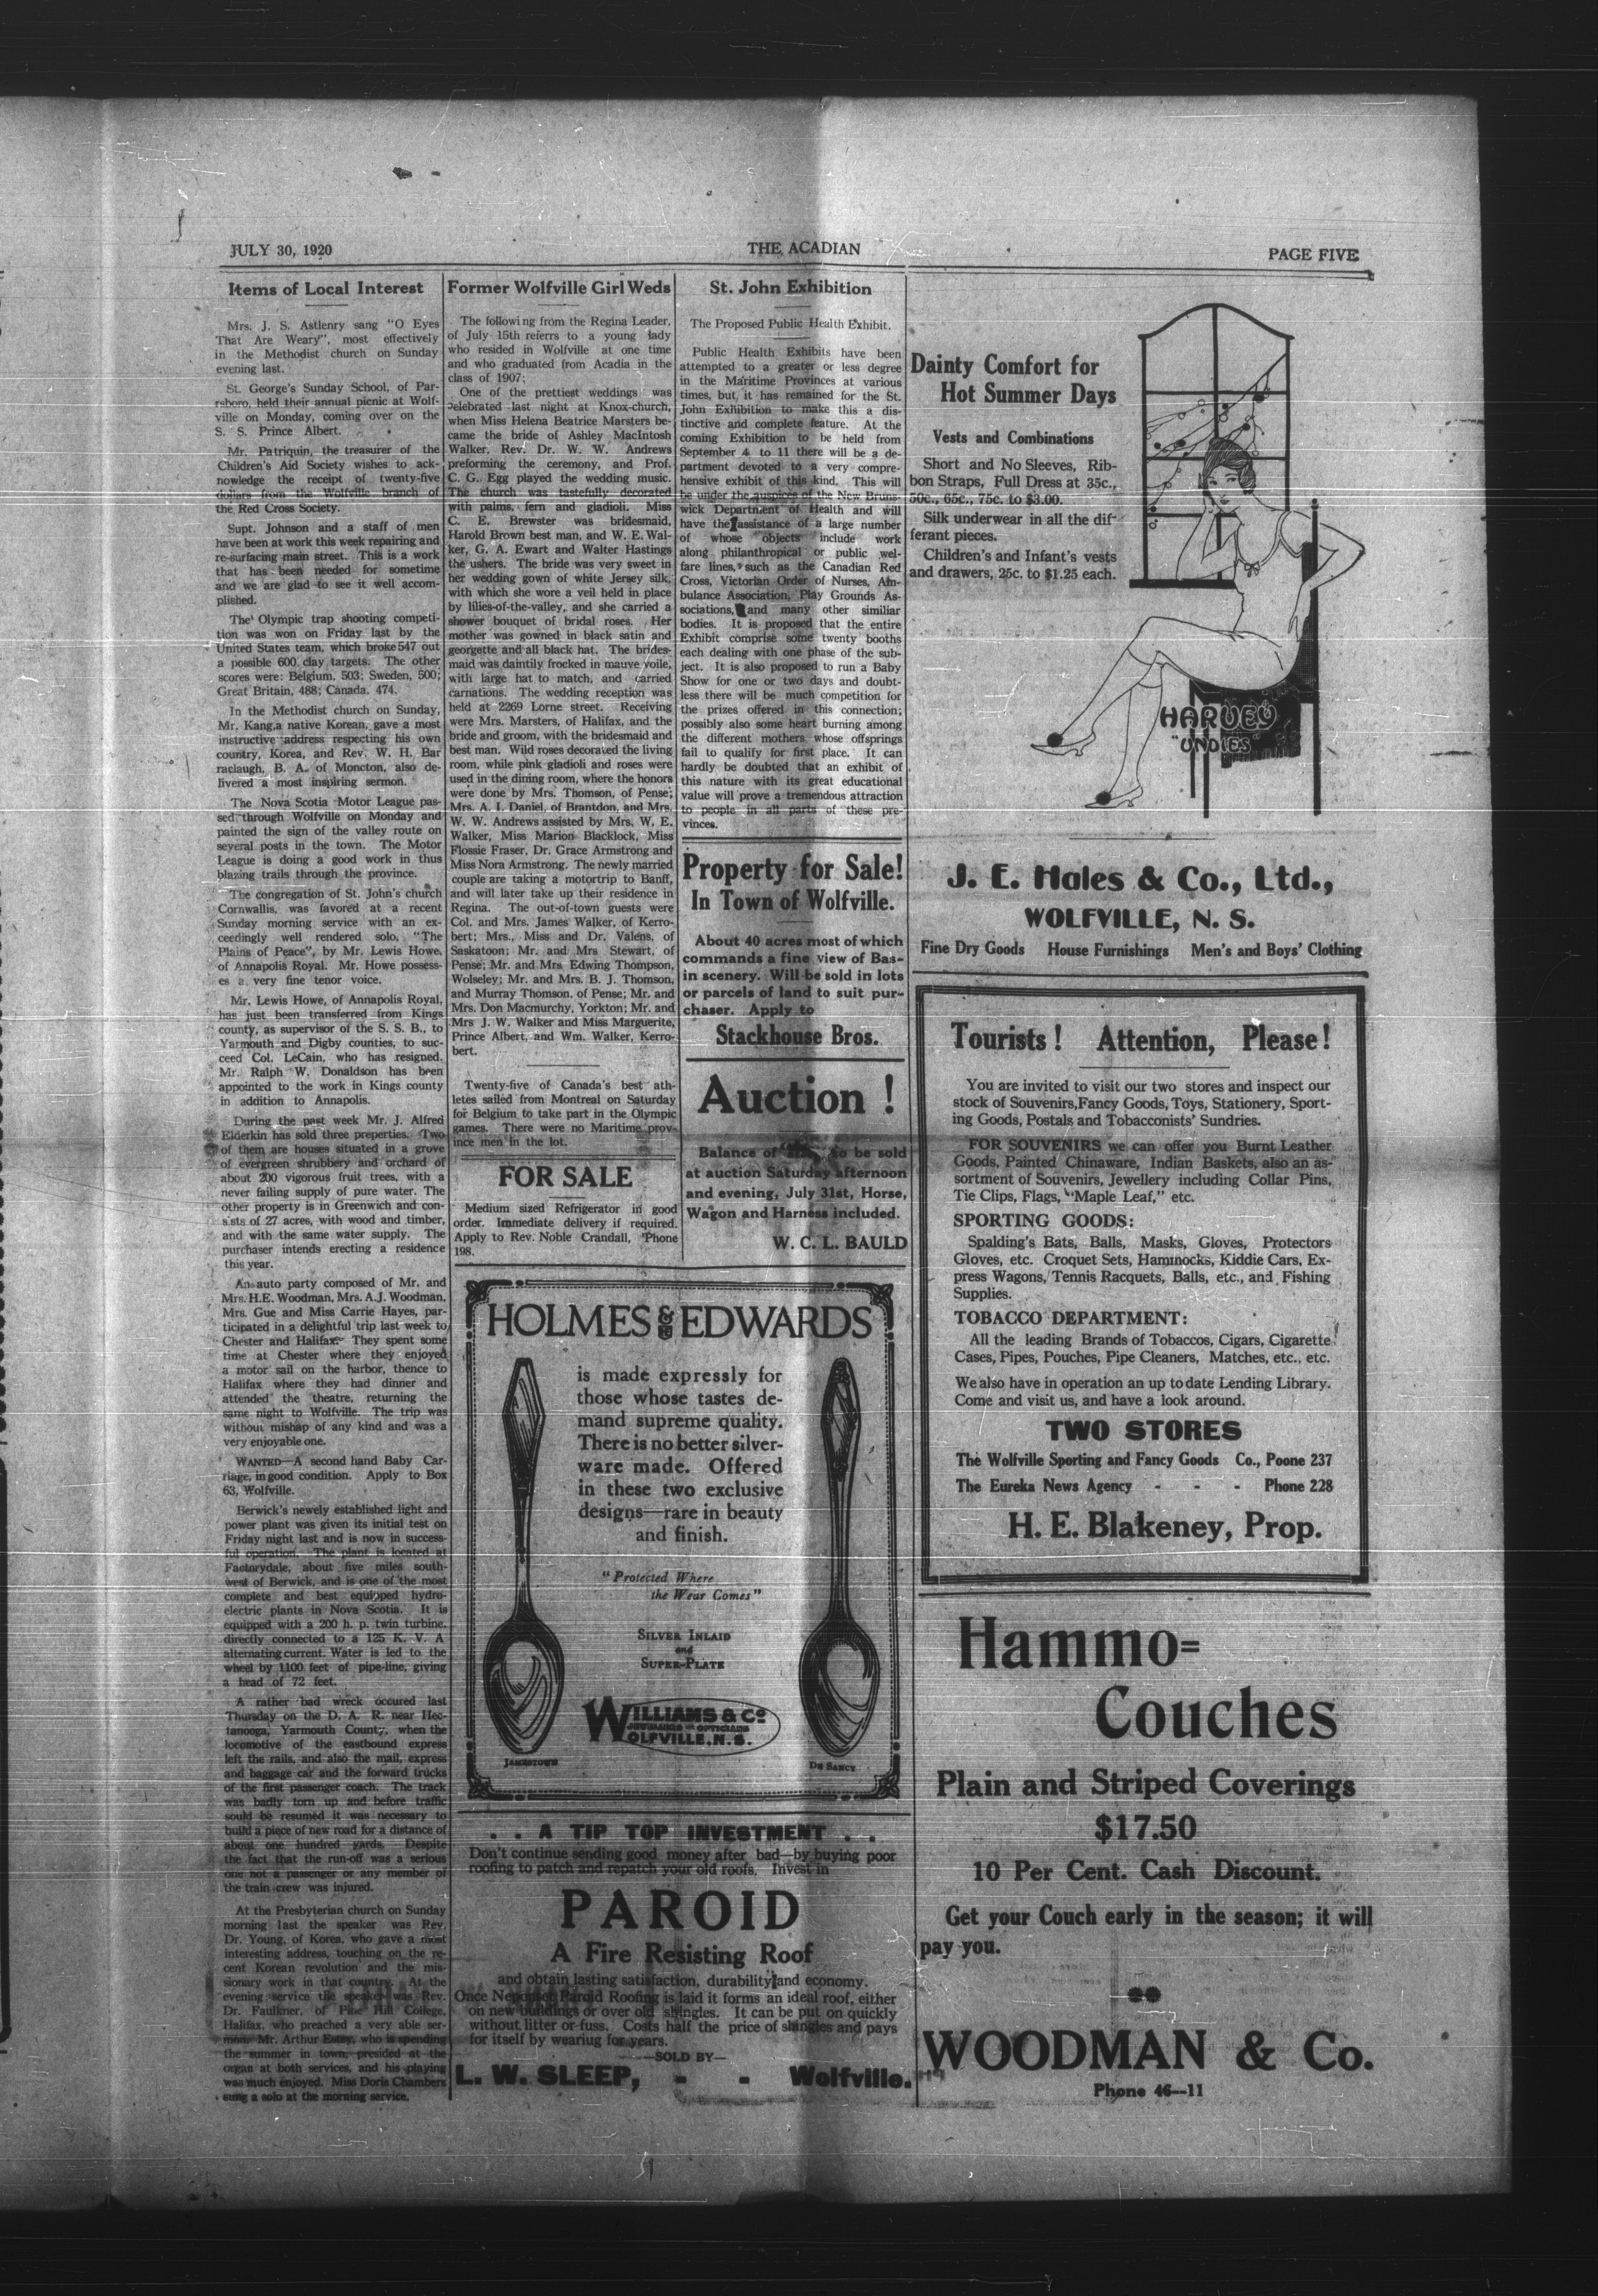 JULY 30, 1920
THE ACADIAN
PAGE FIVE
Items of Local Interest
Mrs. J. S. Astlenry sang "O Eyes
That Are Weary", most effectively
in the Methodist church on Sunday
evening last.
St. George's Sunday School, of Par-
rsboro, held their annual picnic at Wolf-
ville on Monday, coming over on the
S. S. Prince Albert.
Mr. Patriquin, the treasurer of the
Children's Aid Society wishes to ack-
nowledge the receipt of twenty-five
dollars from the Wolfville branch of
the Red Cross Society.
Supt. Johnson and a staff of men
have been at work this week repairing and
re-surfacing main street. This is a work
that has been needed for sometime
and we are glad to see it well accom-
plished.
The Olympic trap shooting competi-
tion was won on Friday last by the
United States team, which broke 547 out
a possible 600 clay targets. The other
scores were: Belgium, 503; Sweden, 500;
Great Britain, 488; Canada, 474.
In the Methodist church on Sunday,
Mr. Kang,a native Korean, gave a most
instructive address respecting his own
country, Korea, and Rev. W. H. Bar
raclaugh, B. A. of Moncton, also de-
livered a most inspiring sermon.
The Nova Scotia Motor League pas-
sed through Wolfville on Monday and
painted the sign of the valley route on
several posts in the town. The Motor
League is doing a good work in thus
blazing trails through the province.
The congregation of St. John's church
Cornwallis, was favored at a recent
Sunday morning service with an ex-
ceedingly well rendered solo, "The
Plains of Peace", by Mr. Lewis Howe,
of Annapolis Royal. Mr. Howe possess-
es a very fine tenor voice.
Mr. Lewis Howe, of Annapolis Royal,
has just been transferred from Kings
county, as supervisor of the S. S. B., to
Yarmouth and Digby counties, to suc-
ceed Col. LeCain, who has resigned.
Mr. Ralph W. Donaldson has been
appointed to the work in Kings county
in addition to Annapolis.
During the past week Mr. J. Alfred
Elderkin has sold three preperties. Two
of them are houses situated in a grove
of evergreen shrubbery and orchard of
about 200 vigorous fruit trees, with a
never failing supply of pure water. The
other property is in Greenwich and con-
sists of 27 acres, with wood and timber,
and with the same water supply. The
purchaser intends erecting a residence
this year.
An auto party composed of Mr. and
Mrs. H.E. Woodman, Mrs. A.J. Woodman,
Mrs. Gue and Miss Carrie Hayes, par-
ticipated in a delightful trip last week to
Chester and Halifax. They spent some
time at Chester where they enjoyed
a motor sail on the harbor, thence to
Halifax where they had dinner and
attended the theatre, returning the
same night to Wolfville. The trip was
without mishap of any kind and was a
very enjoyable one.
WANTED—A second hand Baby Car-
riage, in good condition. Apply to Box
63, Wolfville.
Berwick's newly established light and
power plant was given its initial test on
Friday night last and is now in success-
ful operation. The plant is located at
Factorydale, about five miles south-
west of Berwick, and is one of the most
complete and best equipped hydro-
electric plants in Nova Scotia. It is
equipped with a 200 h. p. twin turbine,
directly connected to a 125 K. V. A
alternating current. Water is led to the
wheel by 1100 feet of pipe-line, giving
a head of 72 feet.
A rather bad wreck occured last
Thursday on the D. A. R. near Hec-
tanooga, Yarmouth County, when the
locomotive of the eastbound express
left the rails, and also the mail, express
and baggage car and the forward trucks
of the first passenger coach. The track
was badly torn up and before traffic
sould be resumed it was necessary to
build a piece of new road for a distance of
about one hundred yards. Despite
the fact that the run-off was a serious
one not a passenger or any member of
the train crew was injured.
At the Presbyterian church on Sunday
morning last the speaker was Rev.
Dr. Young, of Korea, who gave a most
interesting address, touching on the re-
cent Korean revolution and the mis-
sionary work in that country. At the
evening service the speaker was Rev.
Dr. Faulkner, of Pine Hill College,
Halifax, who preached a very able ser-
mon. Mr. Arthur Estey, who is spending
the summer in town, presided at the
organ at both services, and his playing
was much enjoyed. Miss Doris Chambers
sung a solo at the morning service.
Former Wolfville Girl Weds
The following from the Regina Leader,
of July 15th referrs to a young lady
who resided in Wolfville at one time
and who graduated from Acadia in the
class of 1907;
One of the prettiest weddings was
celebrated last night at Knox-church,
when Miss Helena Beatrice Marsters be-
came the bride of Ashley MacIntosh
Walker, Rev. Dr. W. W. Andrews
preforming the ceremony, and Prof.
C. G. Egg played the wedding music.
The church was tastefully decorated
with palms, fern and gladioli. Miss
C. E. Brewster was bridesmaid,
Harold Brown best man, and W. E. Wal-
ker, G. A. Ewart and Walter Hastings
the ushers. The bride was very sweet in
her wedding gown of white Jersey silk,
with which she wore a veil held in place
by lilies-of-the-valley, and she carried a
shower bouquet of bridal roses. Her
mother was gowned in black satin and
georgette and all black hat. The brides-
maid was daintily frocked in mauve voile,
with large hat to match, and carried
carnations. The wedding reception was
held at 2269 Lorne street. Receiving
were Mrs. Marsters, of Halifax, and the
bride and groom, with the bridesmaid and
best man. Wild roses decorated the living
room, while pink gladioli and roses were
used in the dining room, where the honors
were done by Mrs. Thomson, of Pense;
Mrs. A. I. Daniel, of Brantdon, and Mrs.
W. W. Andrews assisted by Mrs. W. E.
Walker, Miss Marion Blacklock, Miss
Flossie Fraser, Dr. Grace Armstrong and
Miss Nora Armstrong. The newly married
couple are taking a motortrip to Banff,
and will later take up their residence in
Regina. The out-of-town guests were
Col. and Mrs. James Walker, of Kerro-
bert; Mrs., Miss and Dr. Valens, of
Saskatoon; Mr. and Mrs Stewart, of
Pense; Mr. and Mrs Edwing Thompson,
Wolseley; Mr. and Mrs. B. J. Thomson,
and Murray Thomson, of Pense; Mr. and
Mrs. Don Macmurchy, Yorkton; Mr. and
Mrs J. W. Walker and Miss Marguerite,
Prince Albert, and Wm. Walker, Kerro-
bert.
Twenty-five of Canada's best ath-
letes sailed from Montreal on Saturday
for Belgium to take part in the Olympic
games. There were no Maritime prov-
ince men in the lot.
FOR SALE
Medium sized Refrigerator in good
order. Immediate delivery if required.
Apply to Rev. Noble Crandall, 'Phone
198.
St. John Exhibition
The Proposed Public Health Exhibit.
Public Health Exhibits have been
attempted to a greater or less degree
in the Maritime Provinces at various
times, but, it has remained for the St.
John Exhibition to make this a dis-
tinctive and complete feature. At the
coming Exhibition to be held from
September 4 to 11 there will be a de-
partment devoted to a very compre-
hensive exhibit of this kind. This will
be under the auspices of the New Bruns-
wick Department of Health and will
have the assistance of a large number
of whose objects include work
along philanthropical or public wel-
fare lines, such as the Canadian Red
Cross, Victorian Order of Nurses, Am-
bulance Association, Play Grounds As-
sociations, and many other similiar
bodies. It is proposed that the entire
Exhibit comprise some twenty booths
each dealing with one phase of the sub-
ject. It is also proposed to run a Baby
Show for one or two days and doubt-
less there will be much competition for
the prizes offered in this connection;
possibly also some heart burning among
the different mothers whose offsprings
fail to qualify for first place. It can
hardly be doubted that an exhibit of
this nature with its great educational
value will prove a tremendous attraction
to people in all parts of these pre-
vinces.
Property for Sale!
In Town of Wolfville.
About 40 acres most of which
commands a fine view of Bas-
in scenery. Will be sold in lots
or parcels of land to suit pur-
chaser. Apply to
Stackhouse Bros.
Auction !
Balance of to be sold
at auction Saturday afternoon
and evening, July 31st, Horse,
Wagon and Harness included.
W. C. L. BAULD
HOLMES & EDWARDS
is made expressly for
those whose tastes de-
mand supreme quality.
There is no better silver-
ware made. Offered
in these two exclusive
designs—rare in beauty
and finish.
"Protected Where
the Wear Comes"
SILVER INLAID
and
SUPER-PLATE
WILLIAMS & Co
JEWELLERS and OPTICIANS
WOLFVILLE, N. S.
JAMESTOWN
DE SANCY
. . A TIP TOP INVESTMENT . .
Don't continue sending good money after bad—by buying poor
roofing to patch and repatch your old roofs. Invest in
PAROID
A Fire Resisting Roof
and obtain lasting satisfaction, durability and economy.
Once Neponset Paroid Roofing is laid it forms an ideal roof, either
on new buildings or over old shingles. It can be put on quickly
without litter or fuss. Costs half the price of shingles and pays
for itself by weariug for years.
—SOLD BY—
L. W. SLEEP, - - Wolfville.
Dainty Comfort for
Hot Summer Days
Vests and Combinations
Short and No Sleeves, Rib-
bon Straps, Full Dress at 35c.,
50c., 65c., 75c. to $3.00.
Silk underwear in all the dif-
ferant pieces.
Children's and Infant's vests
and drawers, 25c. to $1.25 each.
HARVEY
"UNDIES"
J. E. Hales & Co., Ltd.,
WOLFVILLE, N. S.
Fine Dry Goods House Furnishings Men's and Boys' Clothing
Tourists ! Attention, Please !
You are invited to visit our two stores and inspect our
stock of Souvenirs,Fancy Goods, Toys, Stationery, Sport-
ing Goods, Postals and Tobacconists' Sundries.
FOR SOUVENIRS we can offer you Burnt Leather
Goods, Painted Chinaware, Indian Baskets, also an as-
sortment of Souvenirs, Jewellery including Collar Pins,
Tie Clips, Flags, "Maple Leaf," etc.
SPORTING GOODS:
Spalding's Bats, Balls, Masks, Gloves, Protectors
Gloves, etc. Croquet Sets, Hammocks, Kiddie Cars, Ex-
press Wagons, Tennis Racquets, Balls, etc., and Fishing
Supplies.
TOBACCO DEPARTMENT:
All the leading Brands of Tobaccos, Cigars, Cigarette
Cases, Pipes, Pouches, Pipe Cleaners, Matches, etc., etc.
We also have in operation an up to date Lending Library.
Come and visit us, and have a look around.
TWO STORES
The Wolfville Sporting and Fancy Goods Co., Poone 237
The Eureka News Agency - - - Phone 228
H. E. Blakeney, Prop.
Hammo=
Couches
Plain and Striped Coverings
$17.50
10 Per Cent. Cash Discount.
Get your Couch early in the season; it will
pay you.
WOODMAN & Co.
Phone 46--11